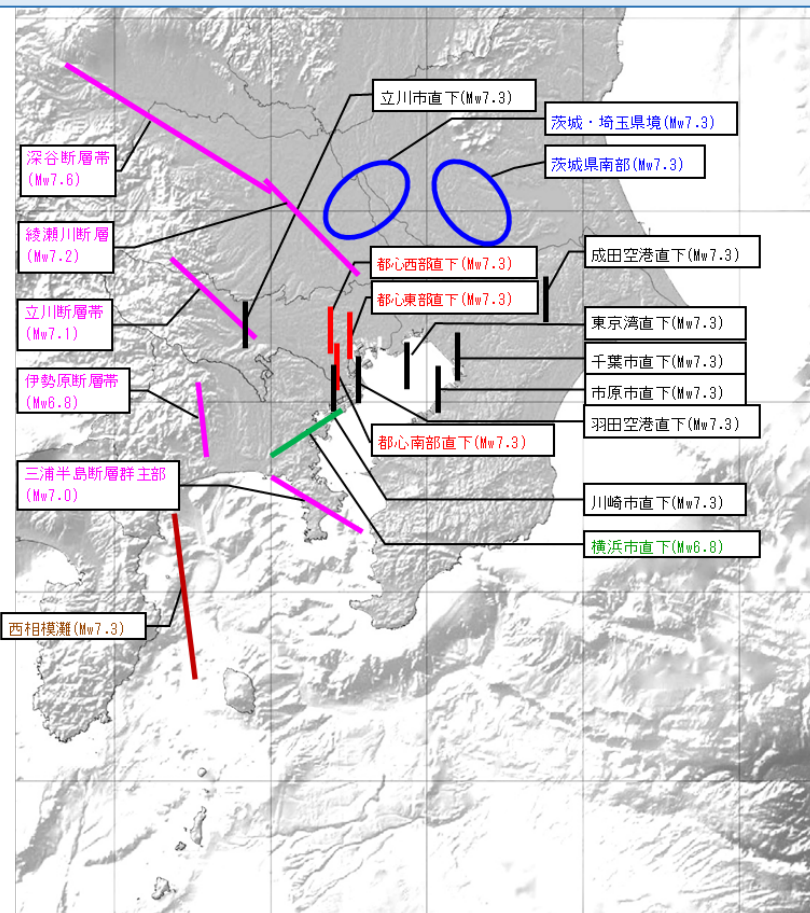 立川市直下(Mw7.3)
茨城・埼玉県境(Mw7.3)
茨城県南部(Mw7.3)
深谷断層帯
(Mw7.6)
綾瀬川断層
(Mw7.2)
都心西部直下(Mw7.3)
成田空港直下(Mw7.3)
都心東部直下(Mw7.3)
立川断層帯
(Mw7.1)
東京湾直下(Mw7.3)
千葉市直下(Mw7.3)
伊勢原断層帯
(Mw6.8)
市原市直下(Mw7.3)
羽田空港直下(Mw7.3)
都心南部直下(Mw7.3)
三浦半島断層群主部
(Mw7.0)
川崎市直下(Mw7.3)
横浜市直下(Mw6.8)
西相模灘(Mw7.3)